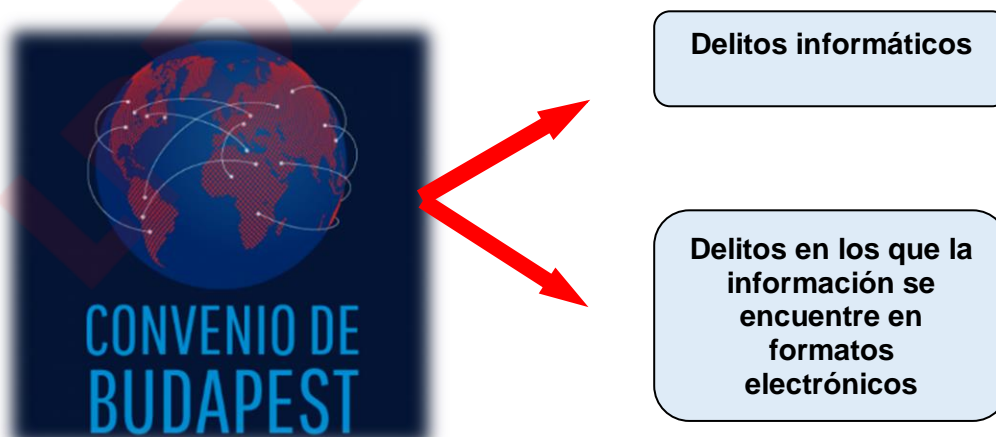 Delitos informáticos
Delitos en los que la
información se
encuentre en
formatos
electrónicos
CONVENIO DE
BUDAPEST